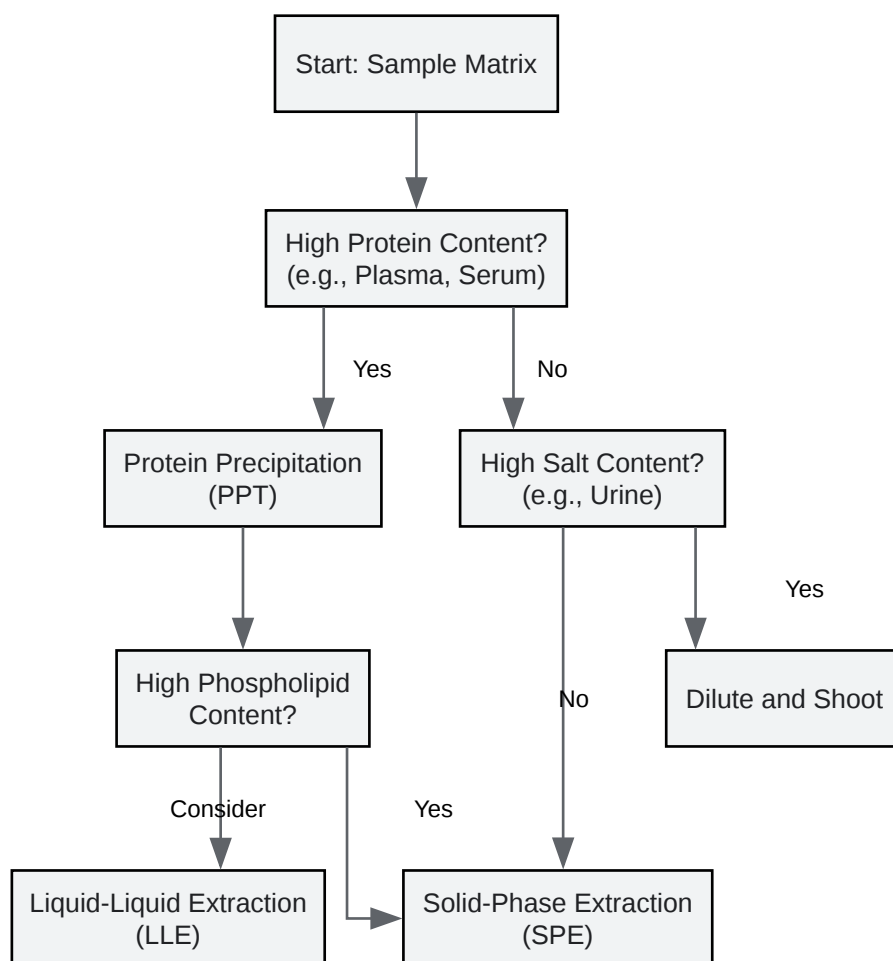 Start: Sample Matrix
High Protein Content?
(e.g., Plasma, Serum)
Yes
No
Protein Precipitation
(PPT)
High Salt Content?
(e.g., Urine)
Yes
High Phospholipid
Content?
No
Dilute and Shoot
Consider
Yes
Liquid-Liquid Extraction
(LLE)
Solid-Phase Extraction
(SPE)